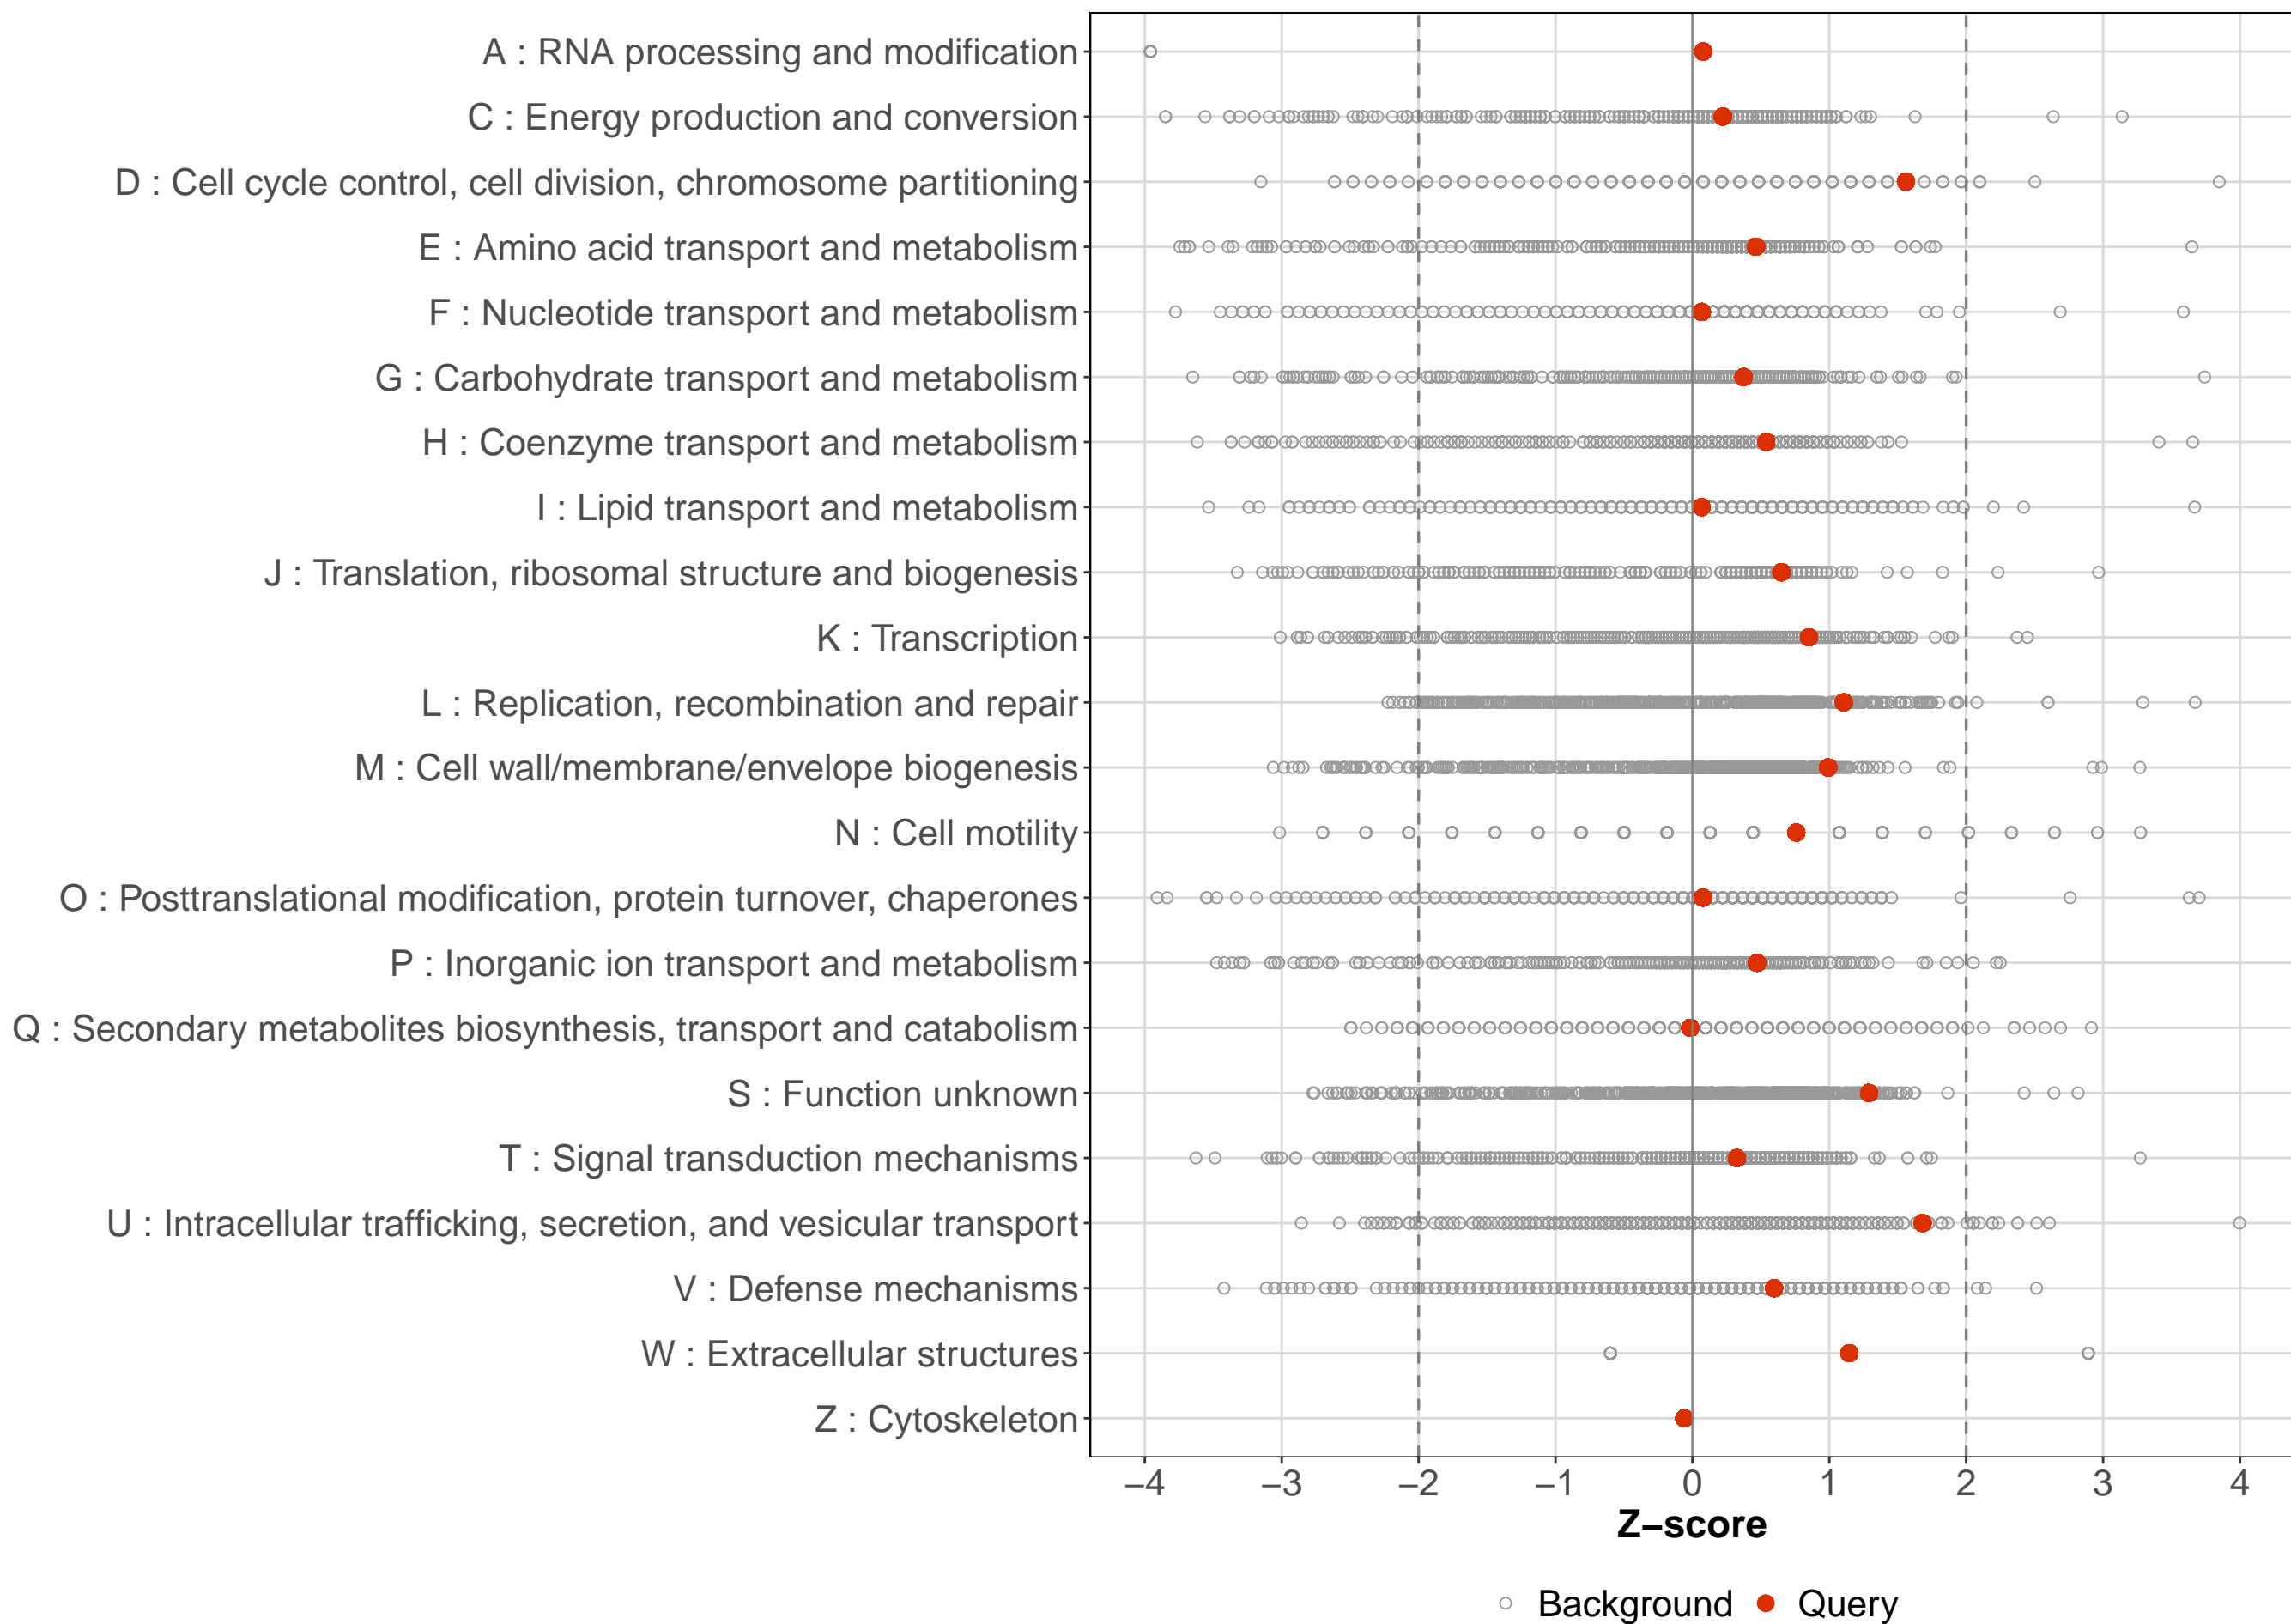 A : RNA processing and modification
C : Energy production and conversion
D : Cell cycle control, cell division, chromosome partitioning
E : Amino acid transport and metabolism
F : Nucleotide transport and metabolism
G : Carbohydrate transport and metabolism
H : Coenzyme transport and metabolism
I : Lipid transport and metabolism
J : Translation, ribosomal structure and biogenesis
K : Transcription
L : Replication, recombination and repair
M : Cell wall/membrane/envelope biogenesis
N : Cell motility
O : Posttranslational modification, protein turnover, chaperones
P : Inorganic ion transport and metabolism
Q : Secondary metabolites biosynthesis, transport and catabolism
S : Function unknown
T : Signal transduction mechanisms
U : Intracellular trafficking, secretion, and vesicular transport
V : Defense mechanisms
W : Extracellular structures
Z : Cytoskeleton
−4 −3 −2 −1 0 1 2 3 4
Z−score
Background Query